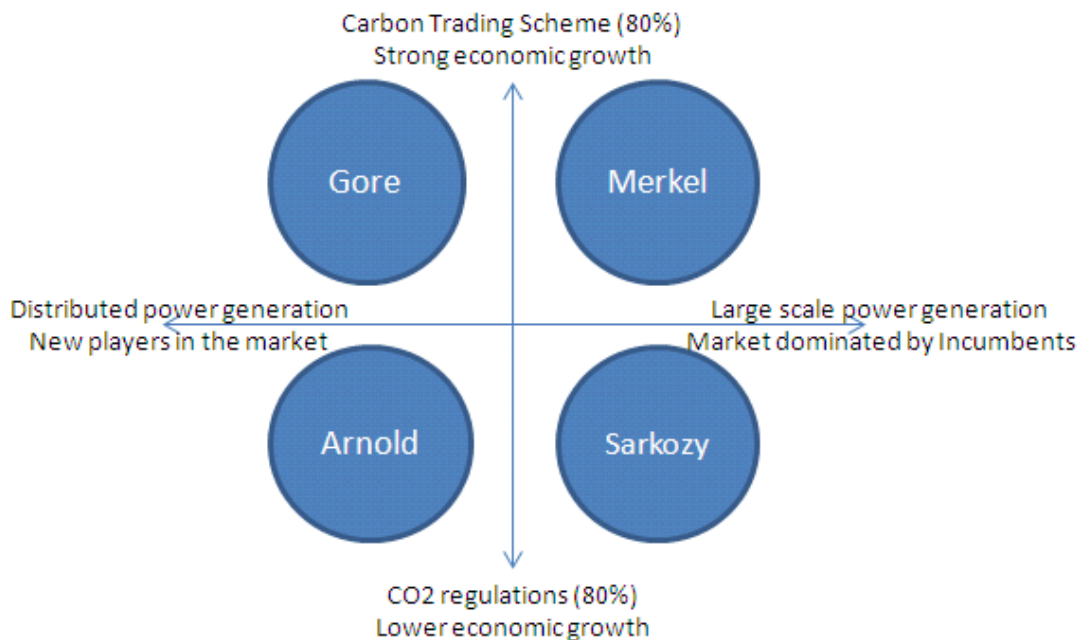 Carbon Trading Scheme (80%)
Strong economic growth
Gore
Merkel
Distributed power generation
New players in the market
Large scale power generation
Market dominated by Incumbents
Arnold
Sarkozy
CO2 regulations (80%)
Lower economic growth